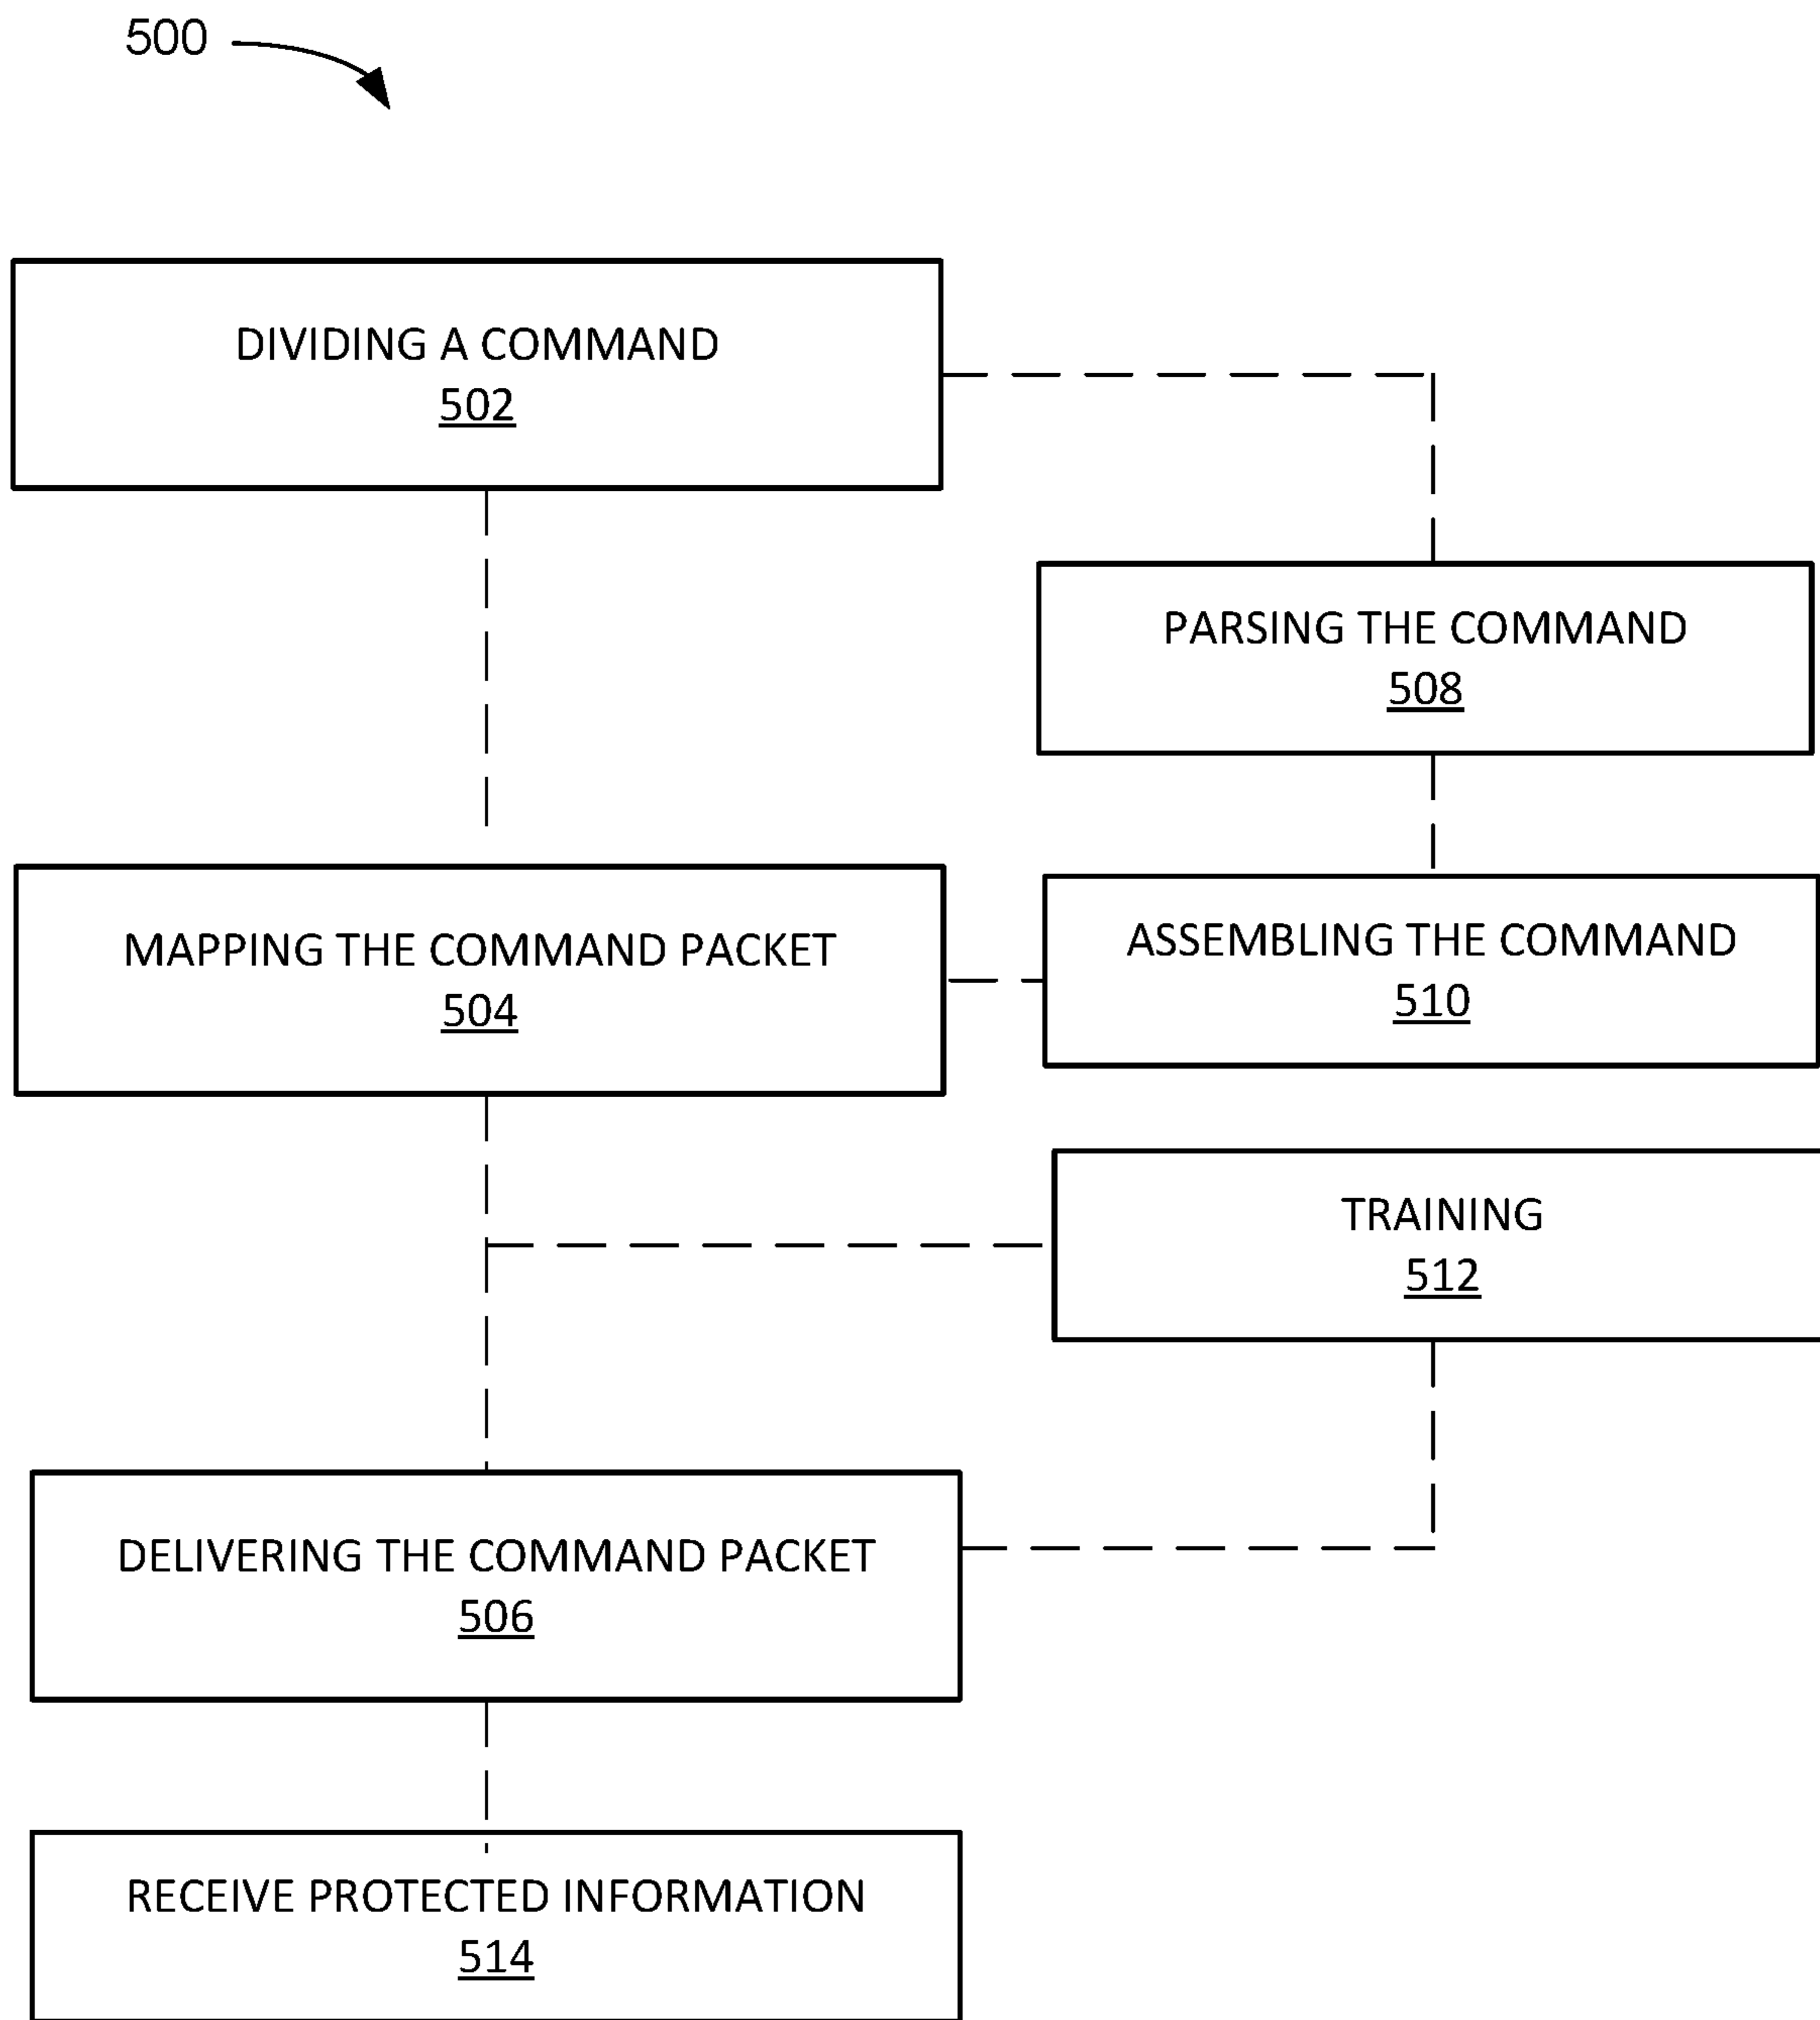 500
DIVIDING A COMMAND
502
PARSING THE COMMAND
508
MAPPING THE COMMAND PACKET
504
ASSEMBLING THE COMMAND
510
TRAINING
512
DELIVERING THE COMMAND PACKET
506
RECEIVE PROTECTED INFORMATION
514